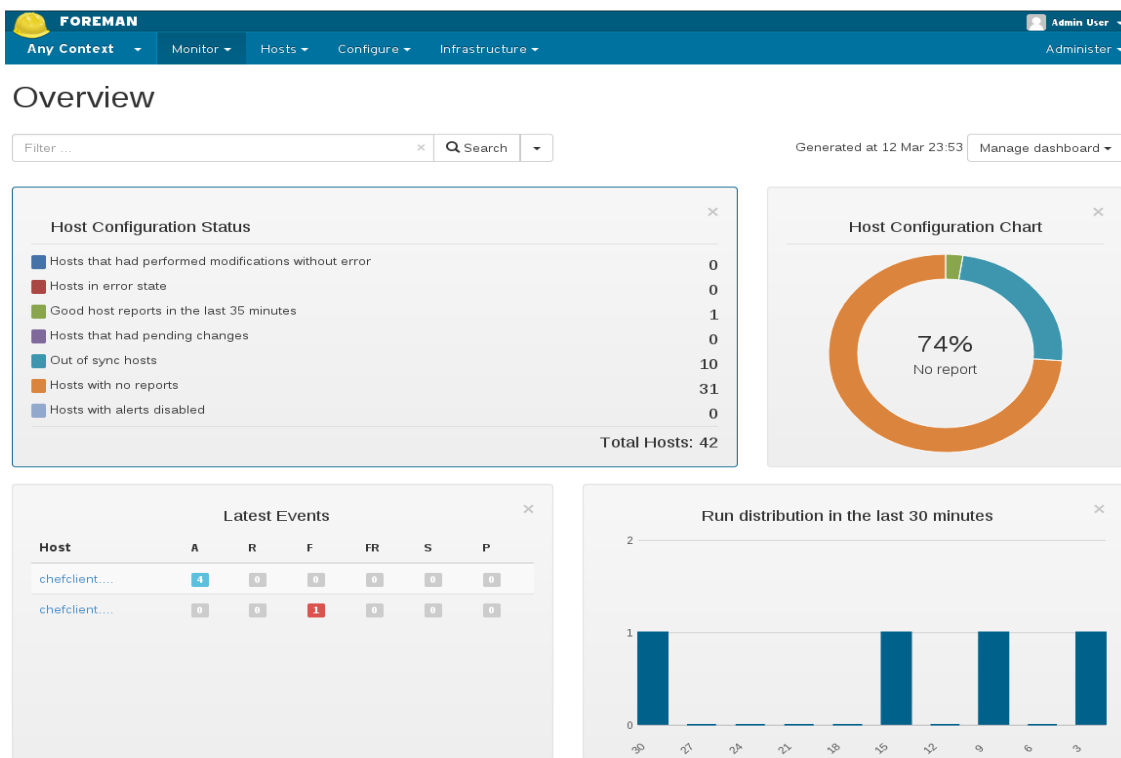 FOREMAN
Admin User
Any Context Monitor Hosts Configure Infrastructure Administer
Overview
Filter ... × Search
Generated at 12 Mar 23:53 Manage dashboard
Host Configuration Status
Hosts that had performed modifications without error 0
Hosts in error state 0
Good host reports in the last 35 minutes 1
Hosts that had pending changes 0
Out of sync hosts 10
Hosts with no reports 31
Hosts with alerts disabled 0
Total Hosts: 42
Host Configuration Chart
74%
No report
Latest Events
Host A R F FR S P
chefclient.... 4 0 0 0 0 0
chefclient.... 0 0 1 0 0 0
Run distribution in the last 30 minutes
2
1
0
30 27 24 21 18 15 12 9 6 3